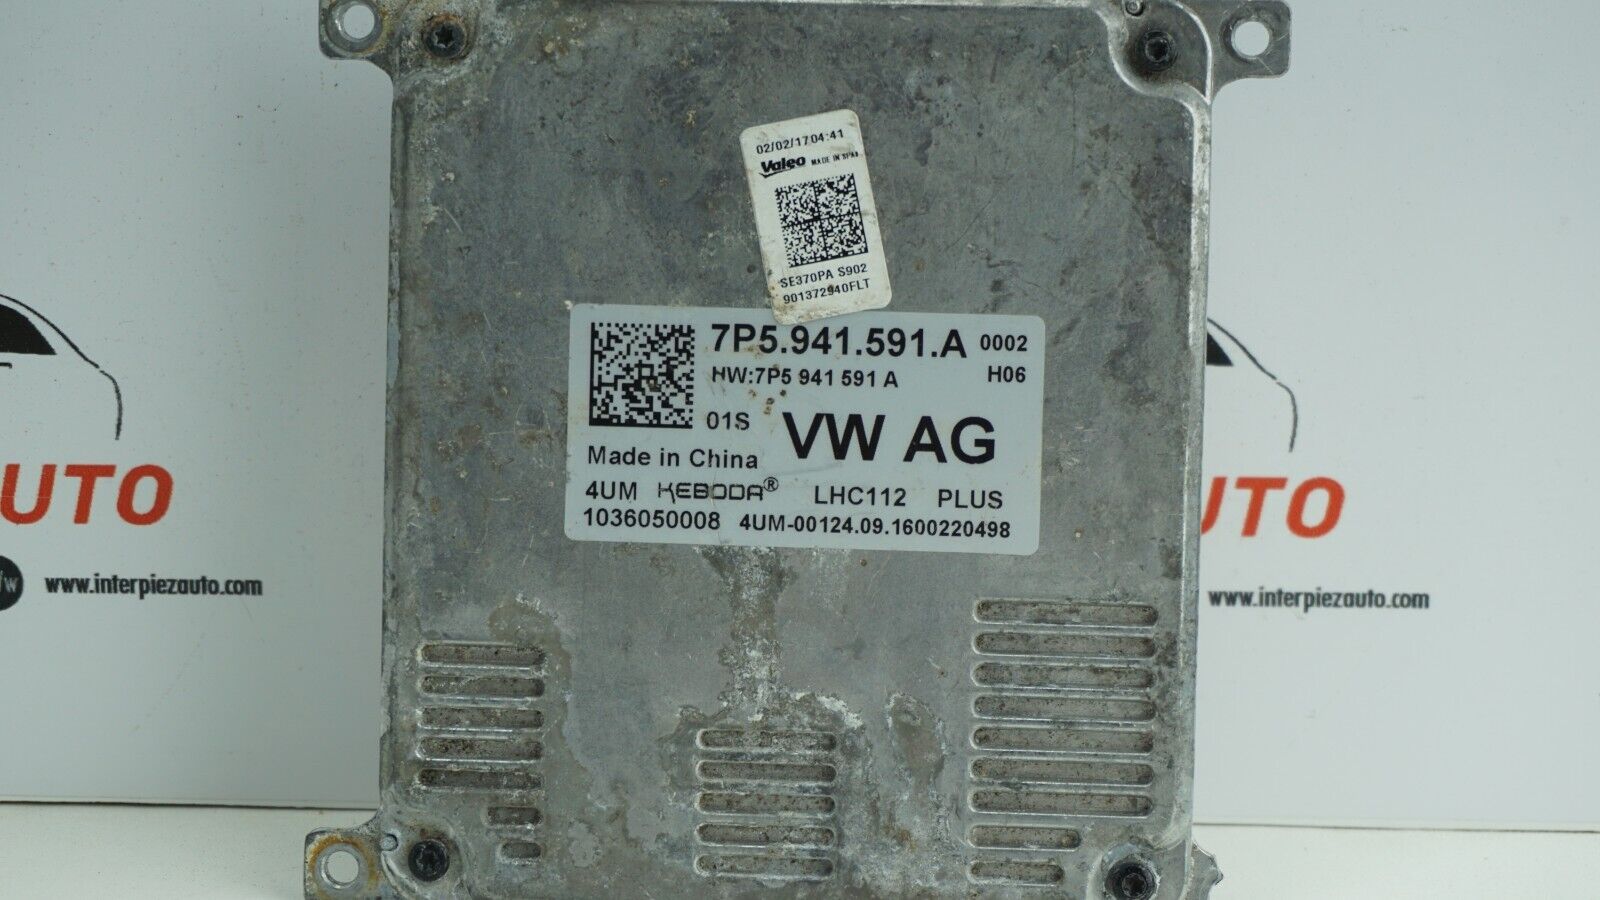 02/02/1704:41
Valeo MADE IN SPAIN
SE370PA S902
901372940FLT
7P5.941.591.A 0002
HW:7P5 941 591 A H06
01S VW AG
Made in China
4UM KEBODA® LHC112 PLUS
1036050008 4UM-00124.09.1600220498
UTO
www.interpiezauto.com
UTO
www.interpiezauto.com